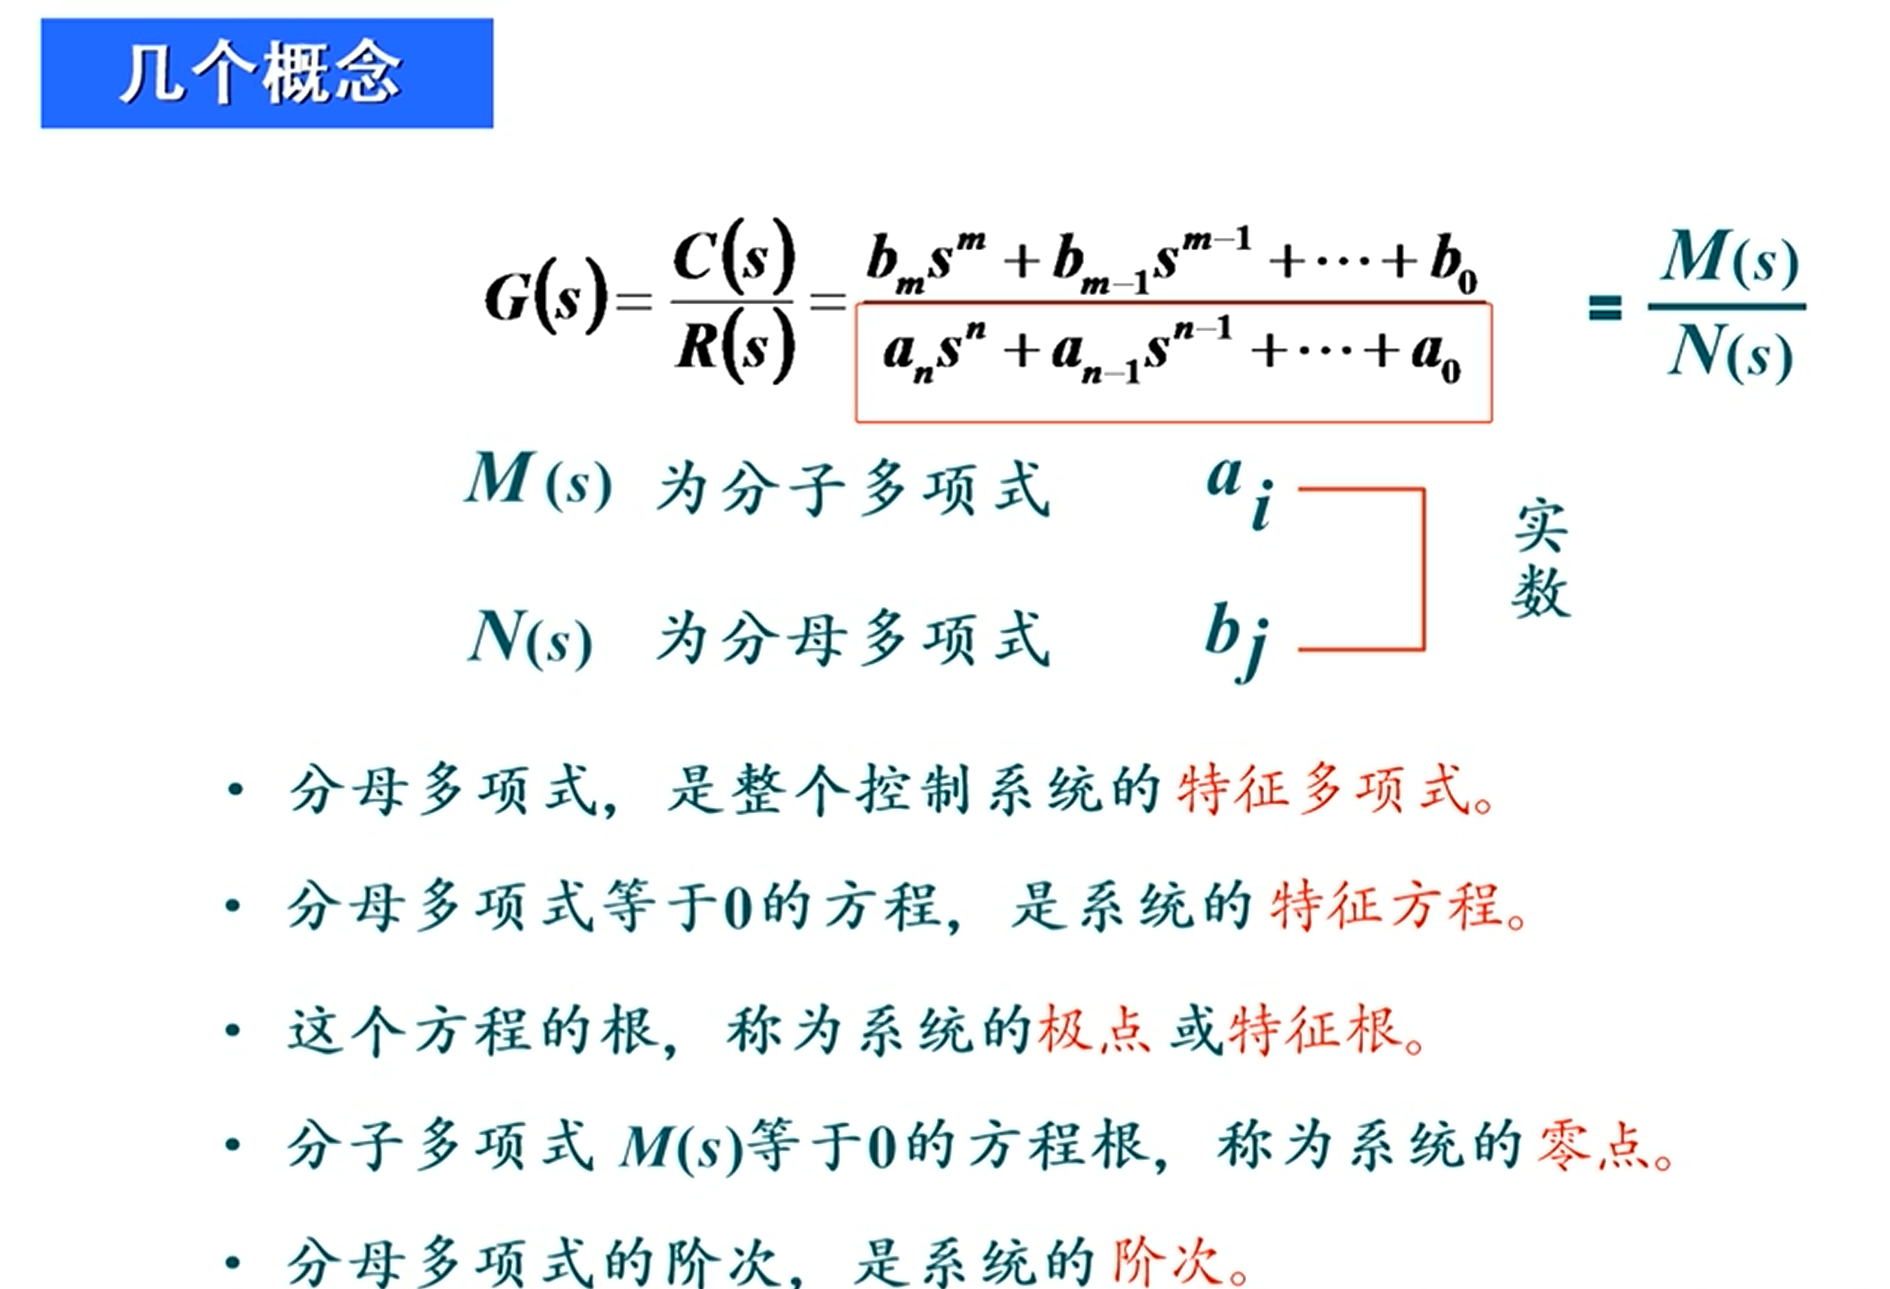 几个概念
G(s) = C(s)/R(s) = (b_m s^m + b_{m-1} s^{m-1} + ⋯ + b_0)/(a_n s^n + a_{n-1} s^{n-1} + ⋯ + a_0) = M(s)/N(s)
M(s) 为分子多项式 a_i
实数
N(s) 为分母多项式 b_j
• 分母多项式，是整个控制系统的特征多项式。
• 分母多项式等于0的方程，是系统的特征方程。
• 这个方程的根，称为系统的极点或特征根。
• 分子多项式 M(s)等于0的方程根，称为系统的零点。
• 分母多项式的阶次，是系统的阶次。